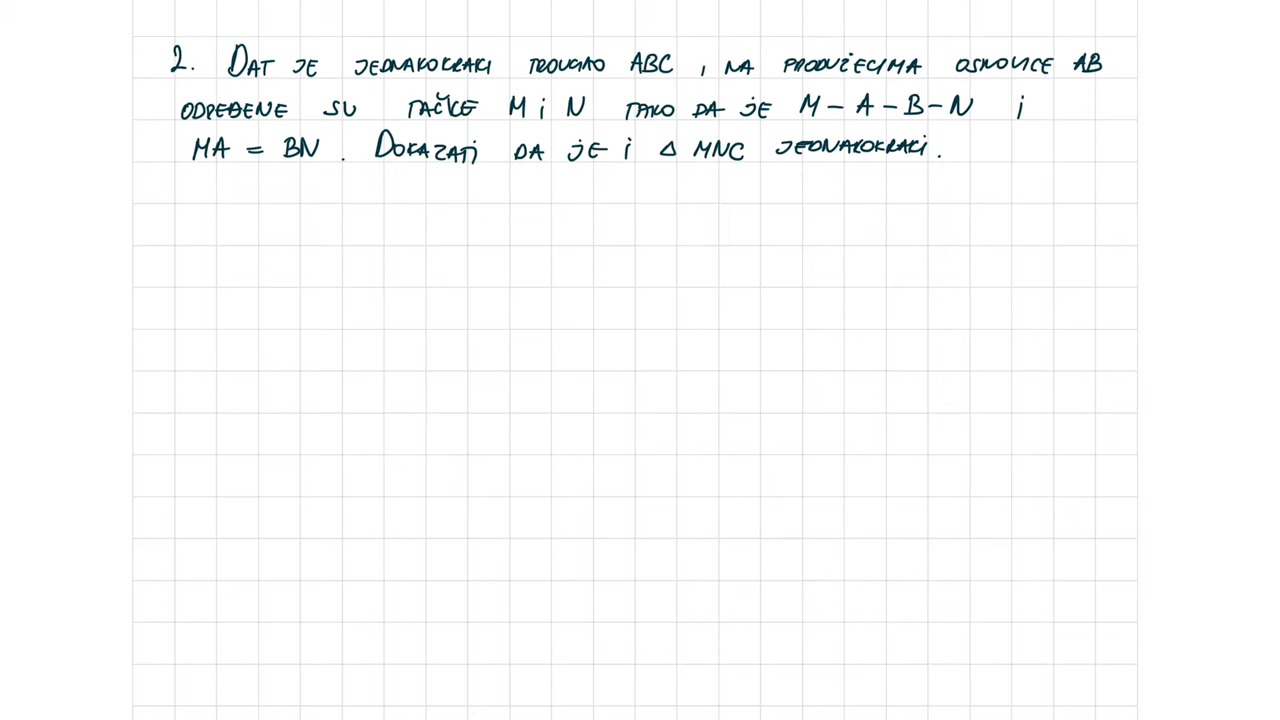 2. DAT JE JEDNAKOKRAKI TROUGAO ABC, NA PRODUŽECIMA OSNOVICE AB
ODREĐENE SU TAČKE M i N TAKO DA JE M - A - B - N i
MA = BN. DOKAZATI DA JE i Δ MNC JEDNAKOKRAKI.